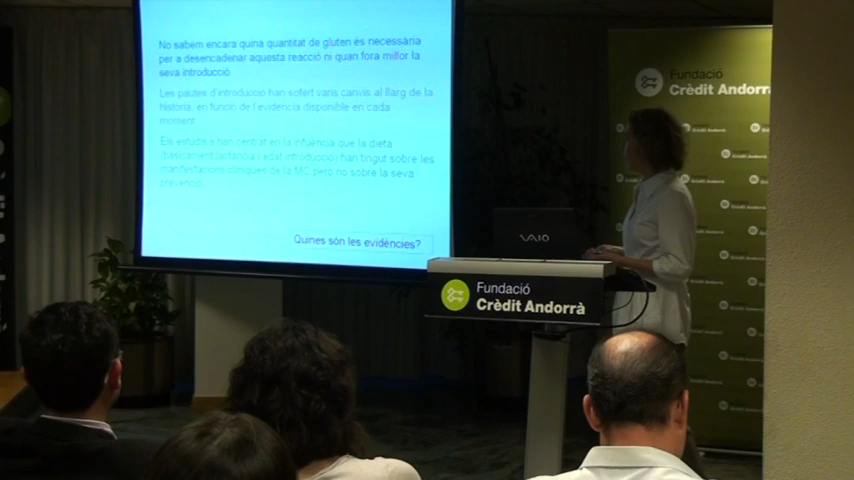 No sabem encara quina quantitat de gluten és necessària
per a desencadenar aquesta reacció ni quan fora millor la
seva introducció
Les pautes d'introducció han sofert varis canvis al llarg de la
història, en funció de l'evidencia disponible en cada
moment
Els estudis s han centrat en la infuència que la dieta
(bàsicament lactància i edat introducció) han tingut sobre les
manifestacions clíniques de la MC però no sobre la seva
prevenció
Quines són les evidències?
Fundació
Crèdit Andorrà
VAIO
Fundació
Crèdit Andorrà